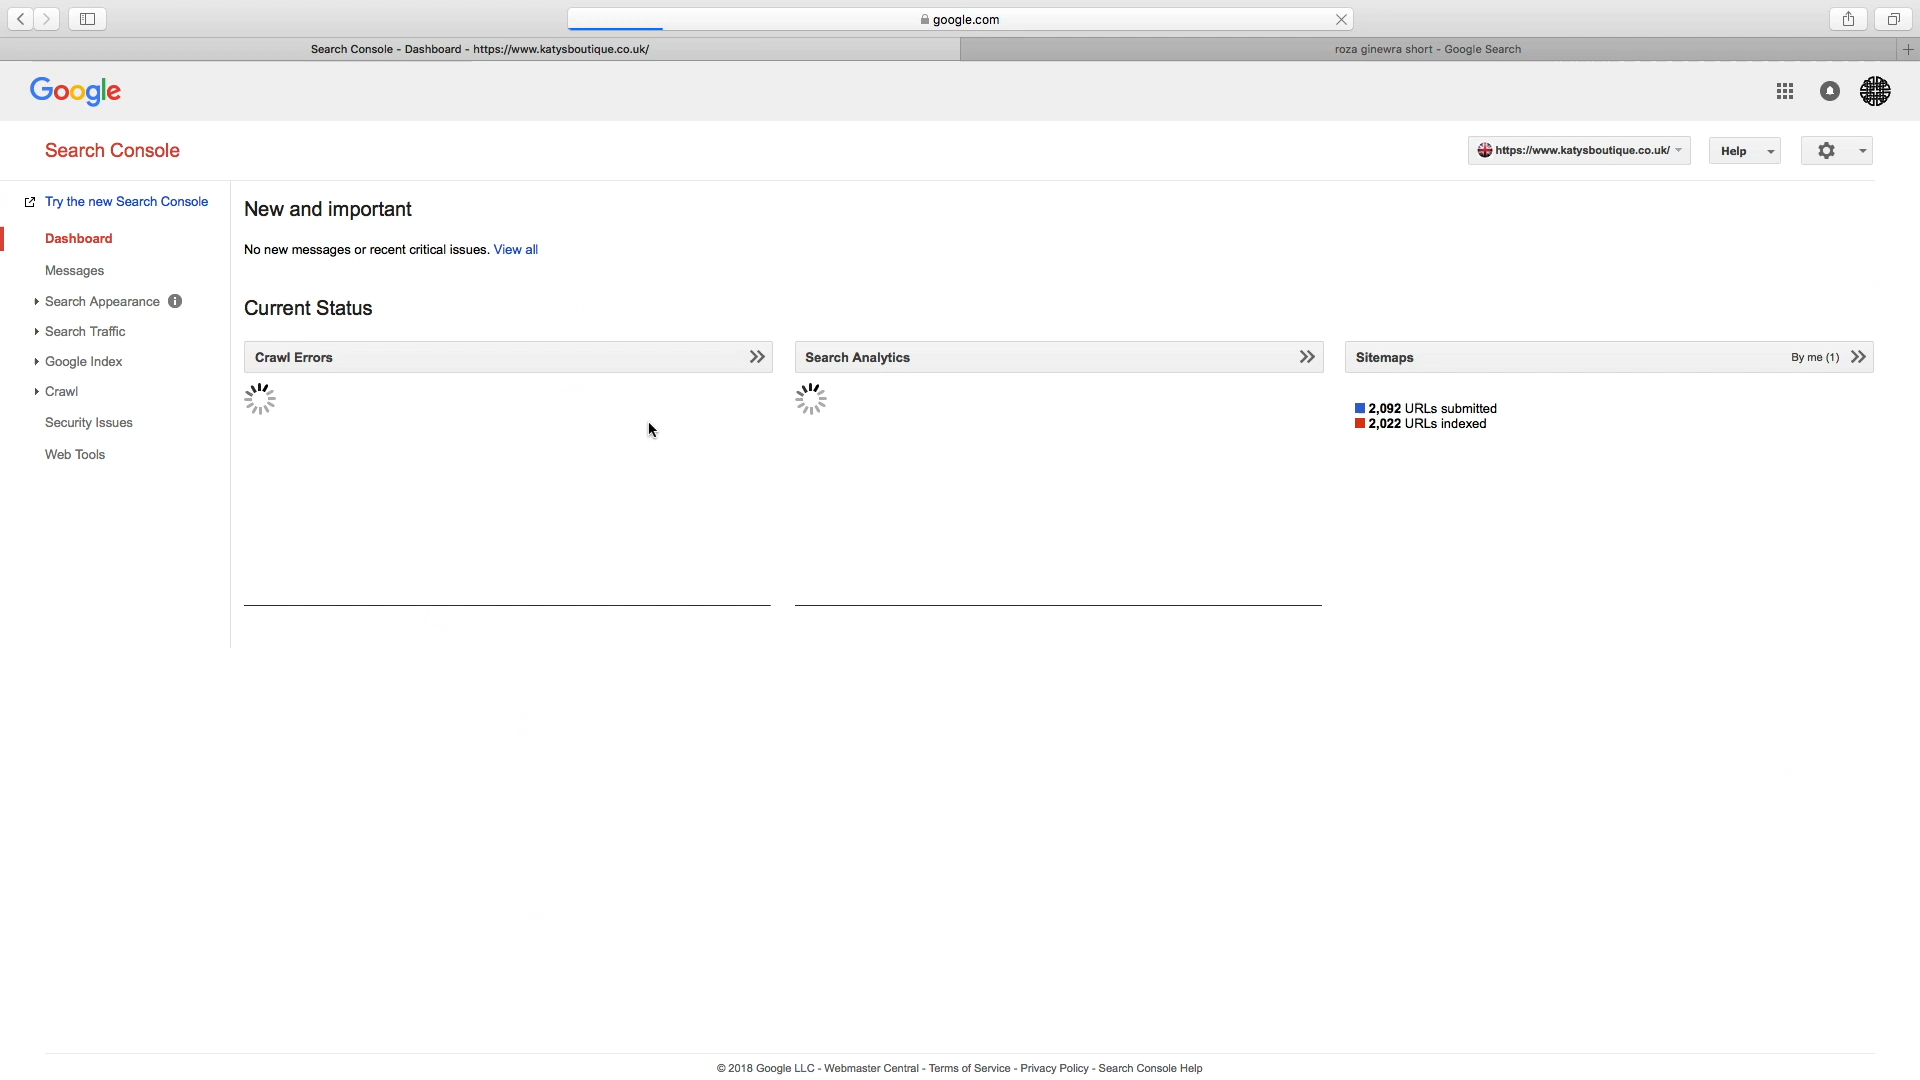 google.com
Search Console - Dashboard - https://www.katysboutique.co.uk/
roza ginewra short - Google Search
Google
Search Console
https://www.katysboutique.co.uk/
Help
Try the new Search Console
Dashboard
Messages
Search Appearance
Search Traffic
Google Index
Crawl
Security Issues
Web Tools
New and important
No new messages or recent critical issues. View all
Current Status
Crawl Errors
Search Analytics
Sitemaps
By me (1)
2,092 URLs submitted
2,022 URLs indexed
© 2018 Google LLC - Webmaster Central - Terms of Service - Privacy Policy - Search Console Help